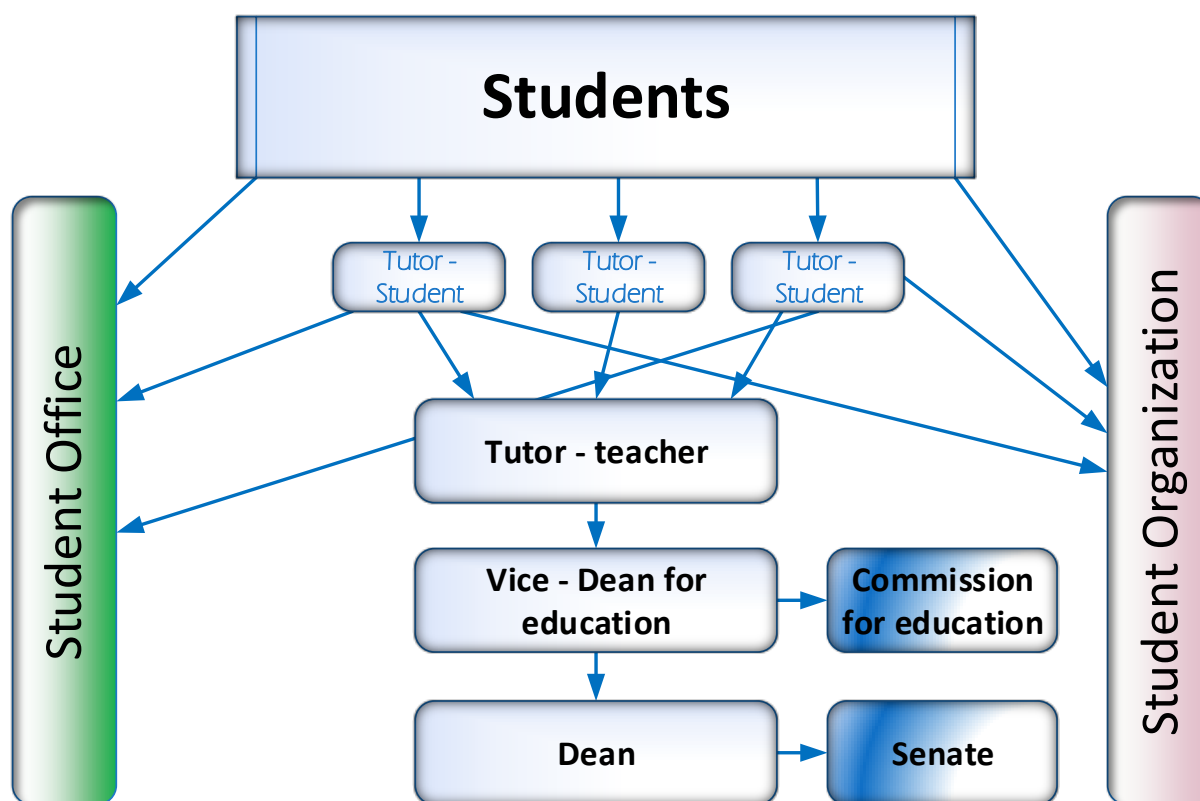 Students
Tutor -
Student
Tutor -
Student
Tutor -
Student
Student Office
Student Organization
Tutor - teacher
Vice - Dean for
education
Commission
for education
Dean
Senate